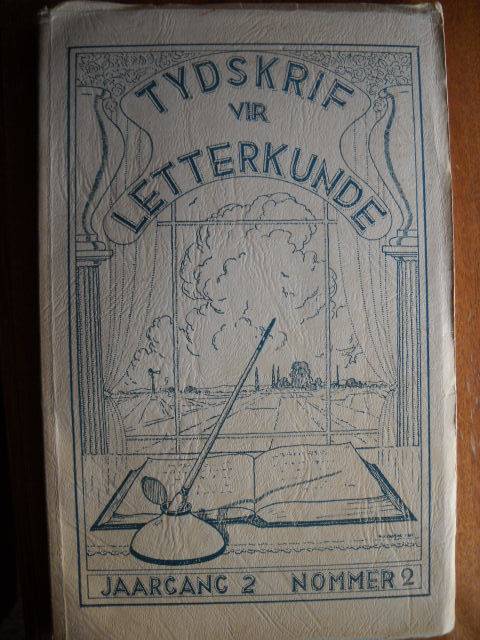 TYDSKRIF
VIR
LETTERKUNDE
JAARGANG 2 NOMMER 2